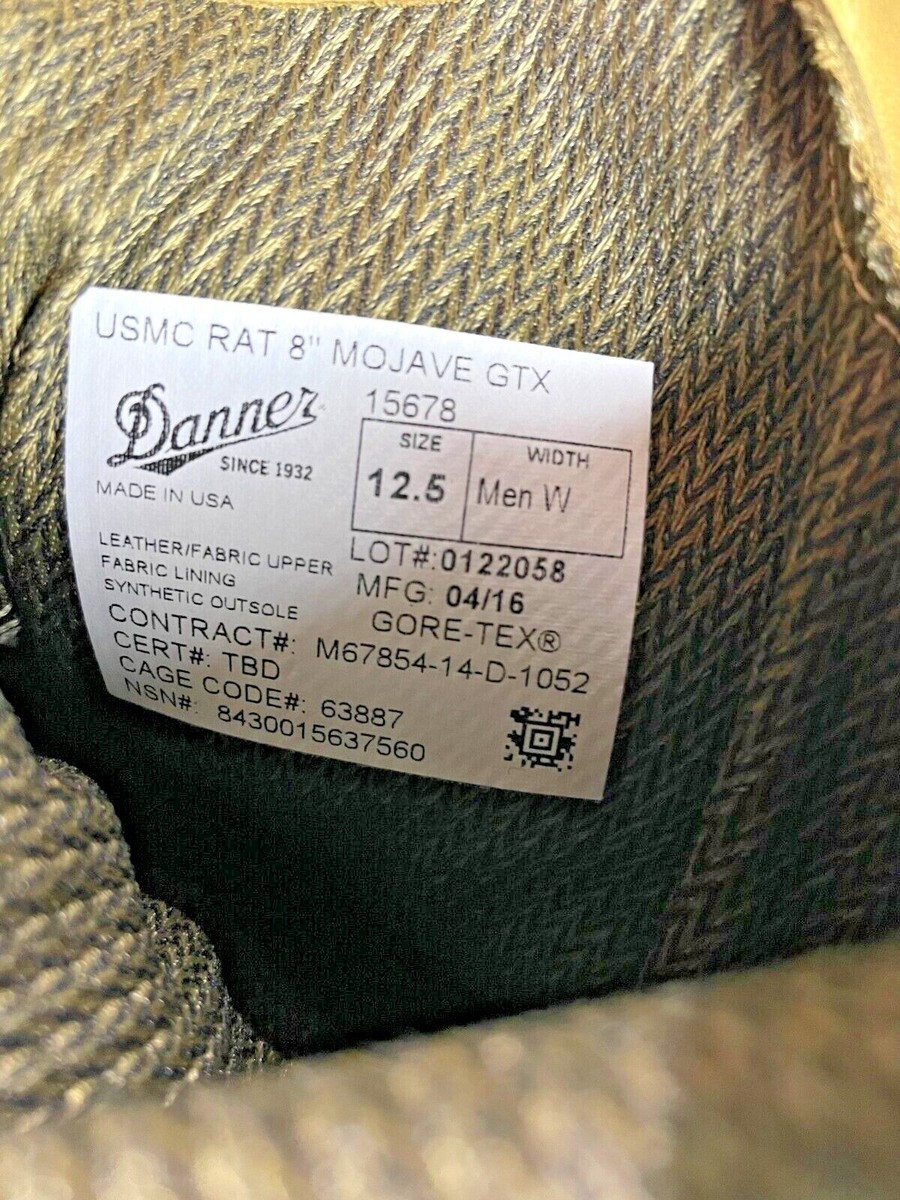 USMC RAT 8" MOJAVE GTX
15678
Danner
SINCE 1932
MADE IN USA
SIZE
WIDTH
12.5
Men W
LEATHER/FABRIC UPPER
FABRIC LINING
SYNTHETIC OUTSOLE
LOT#:0122058
MFG: 04/16
GORE-TEX®
CONTRACT#: M67854-14-D-1052
CERT#: TBD
CAGE CODE#: 63887
NSN#: 8430015637560